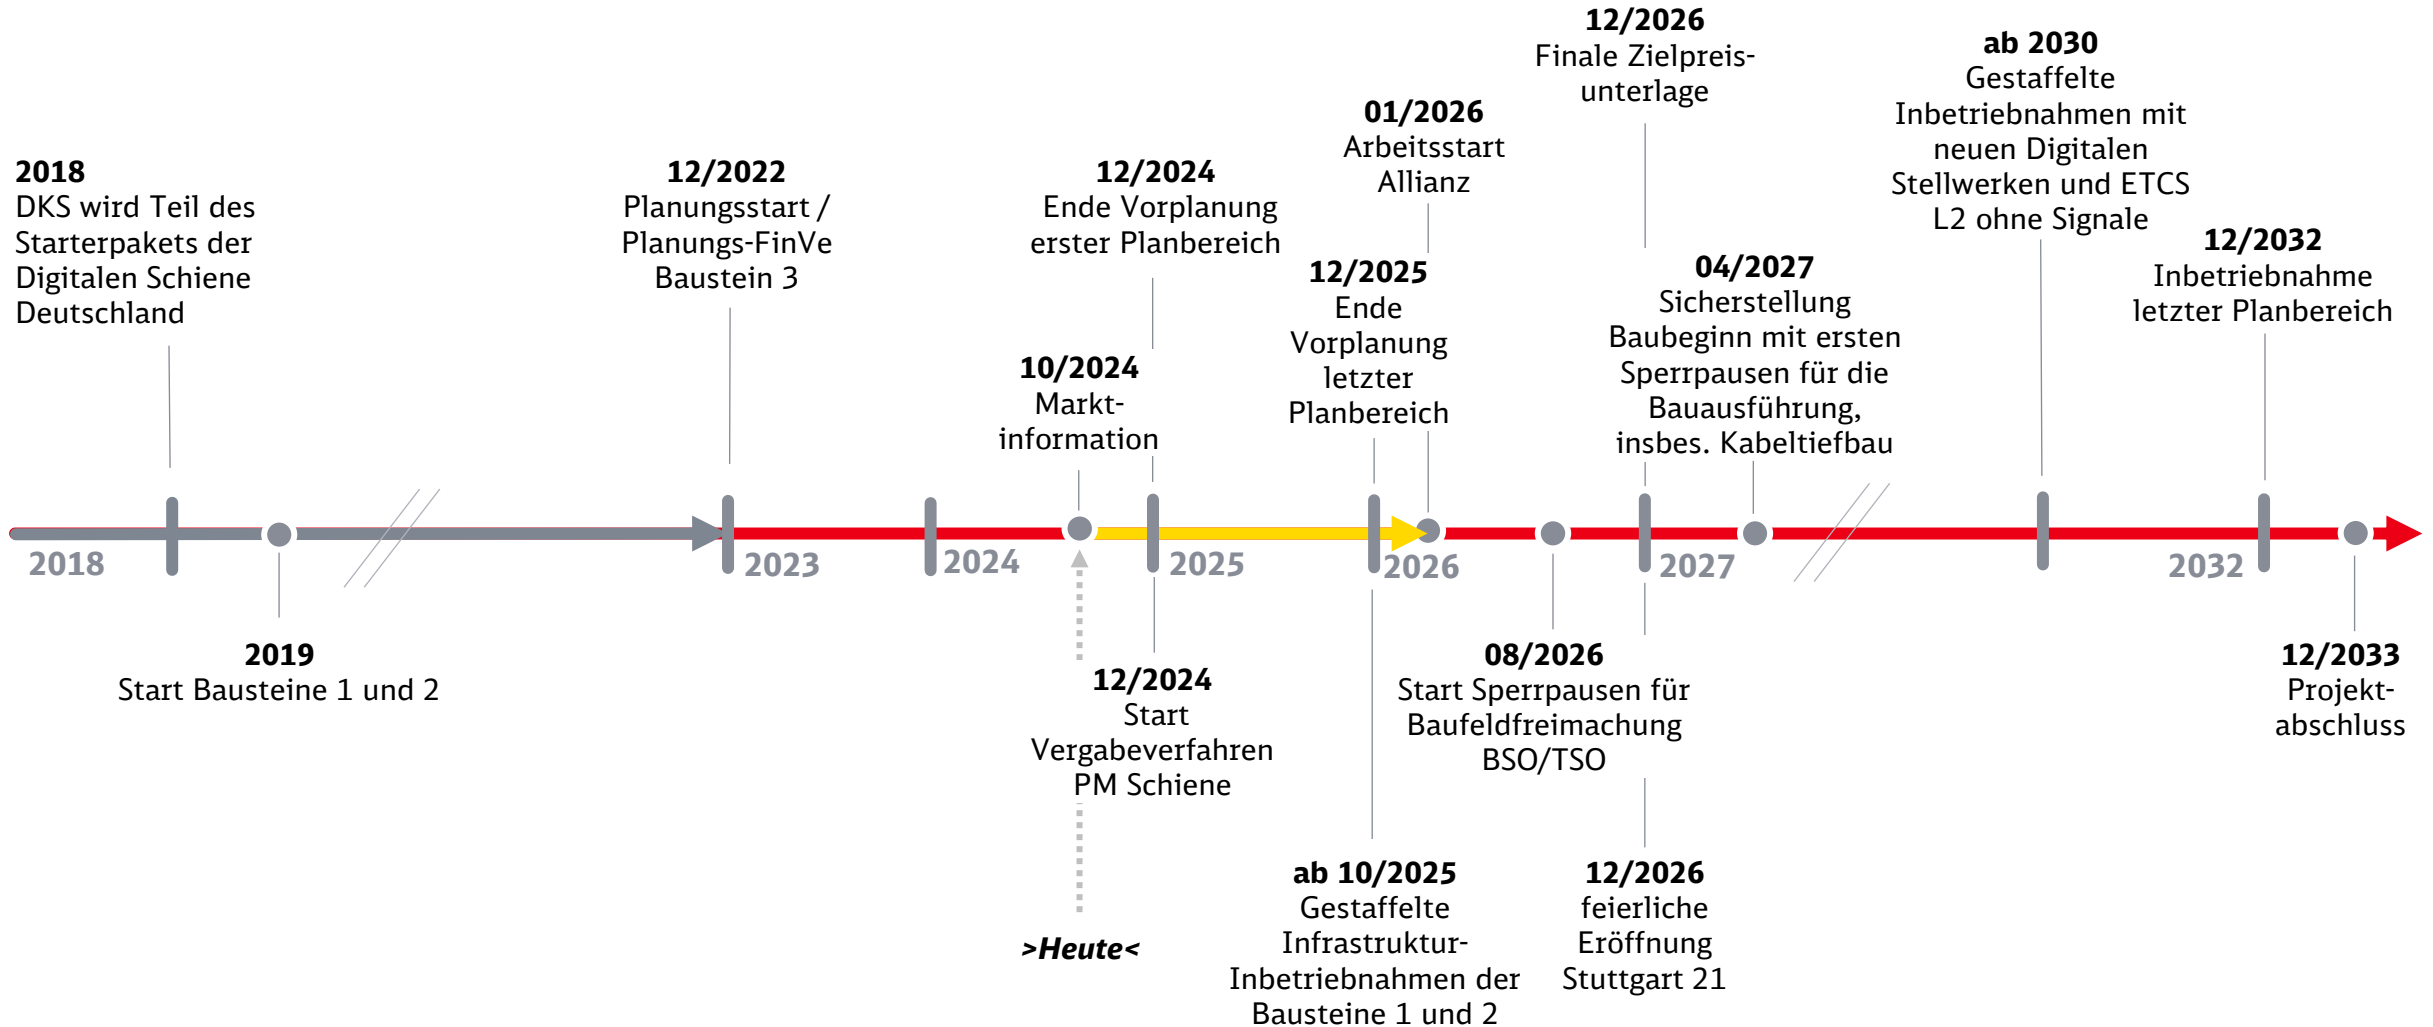 2018
DKS wird Teil des
Starterpakets der
Digitalen Schiene
Deutschland
12/2022
Planungsstart /
Planungs-FinVe
Baustein 3
12/2024
Ende Vorplanung
erster Planbereich
10/2024
Markt-
information
01/2026
Arbeitsstart
Allianz
12/2025
Ende
Vorplanung
letzter
Planbereich
12/2026
Finale Zielpreis-
unterlage
04/2027
Sicherstellung
Baubeginn mit ersten
Sperrpausen für die
Bauausführung,
insbes. Kabeltiefbau
ab 2030
Gestaffelte
Inbetriebnahmen mit
neuen Digitalen
Stellwerken und ETCS
L2 ohne Signale
12/2032
Inbetriebnahme
letzter Planbereich
2018
2023
2024
2025
2026
2027
2032
2019
Start Bausteine 1 und 2
12/2024
Start
Vergabeverfahren
PM Schiene
>Heute<
ab 10/2025
Gestaffelte
Infrastruktur-
Inbetriebnahmen der
Bausteine 1 und 2
08/2026
Start Sperrpausen für
Baufeldfreimachung
BSO/TSO
12/2026
feierliche
Eröffnung
Stuttgart 21
12/2033
Projekt-
abschluss